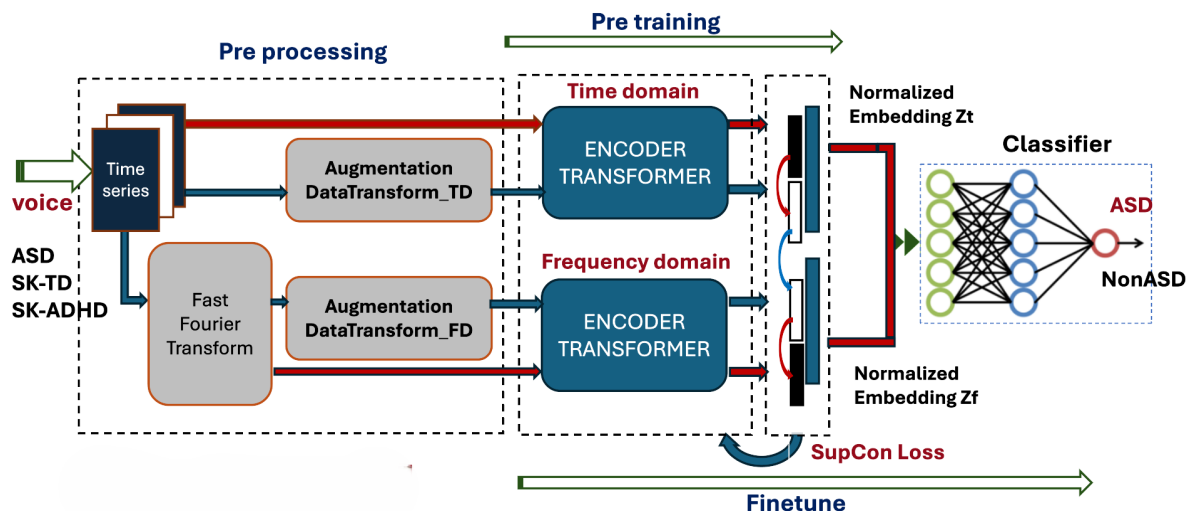 Pre training
Pre processing
Time domain
Normalized
Embedding Zt
Classifier
Time
series
voice
Augmentation
DataTransform_TD
ENCODER
TRANSFORMER
ASD
NonASD
ASD
SK-TD
SK-ADHD
Fast
Fourier
Transform
Augmentation
DataTransform_FD
Frequency domain
ENCODER
TRANSFORMER
Normalized
Embedding Zf
SupCon Loss
Finetune